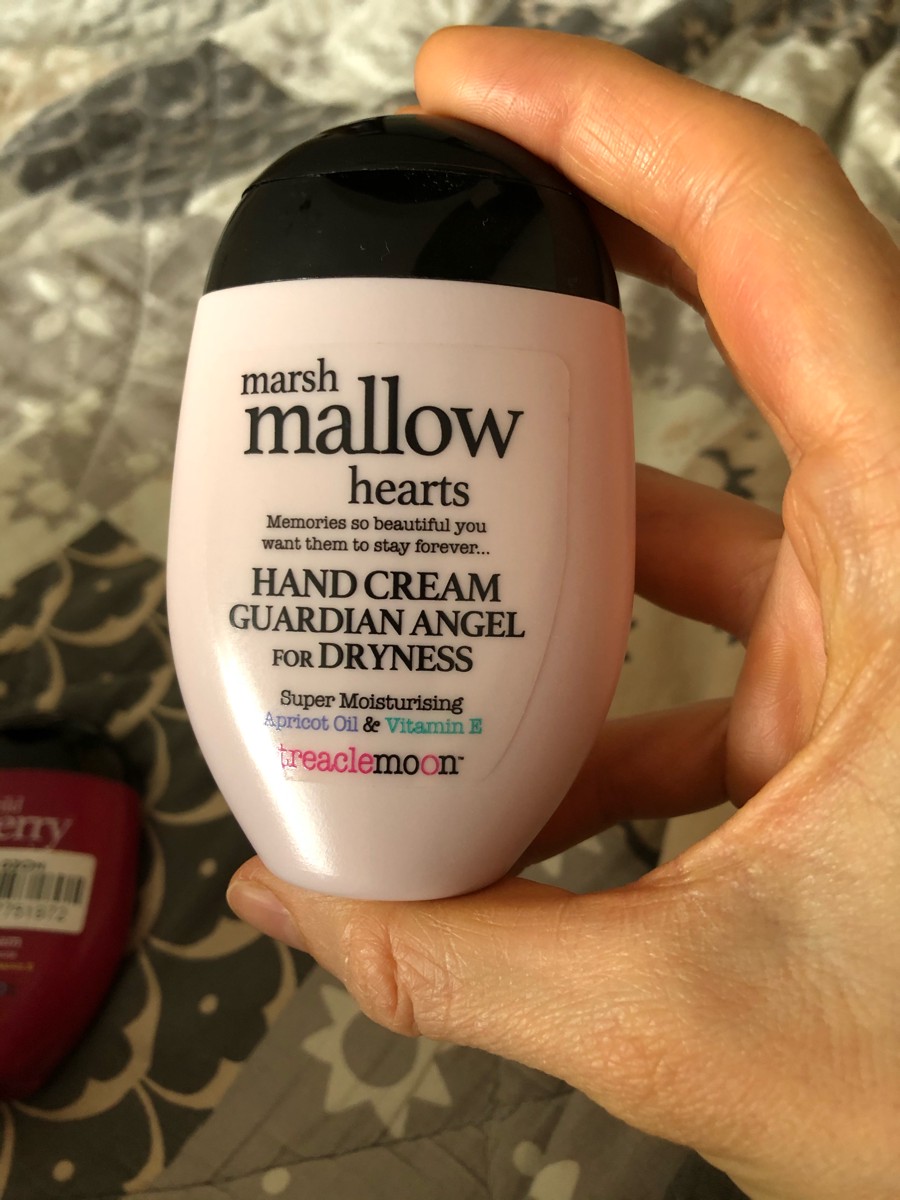 marsh
mallow
hearts
Memories so beautiful you
want them to stay forever...
HAND CREAM
GUARDIAN ANGEL
FOR DRYNESS
Super Moisturising
Apricot Oil & Vitamin E
treaclemoon™